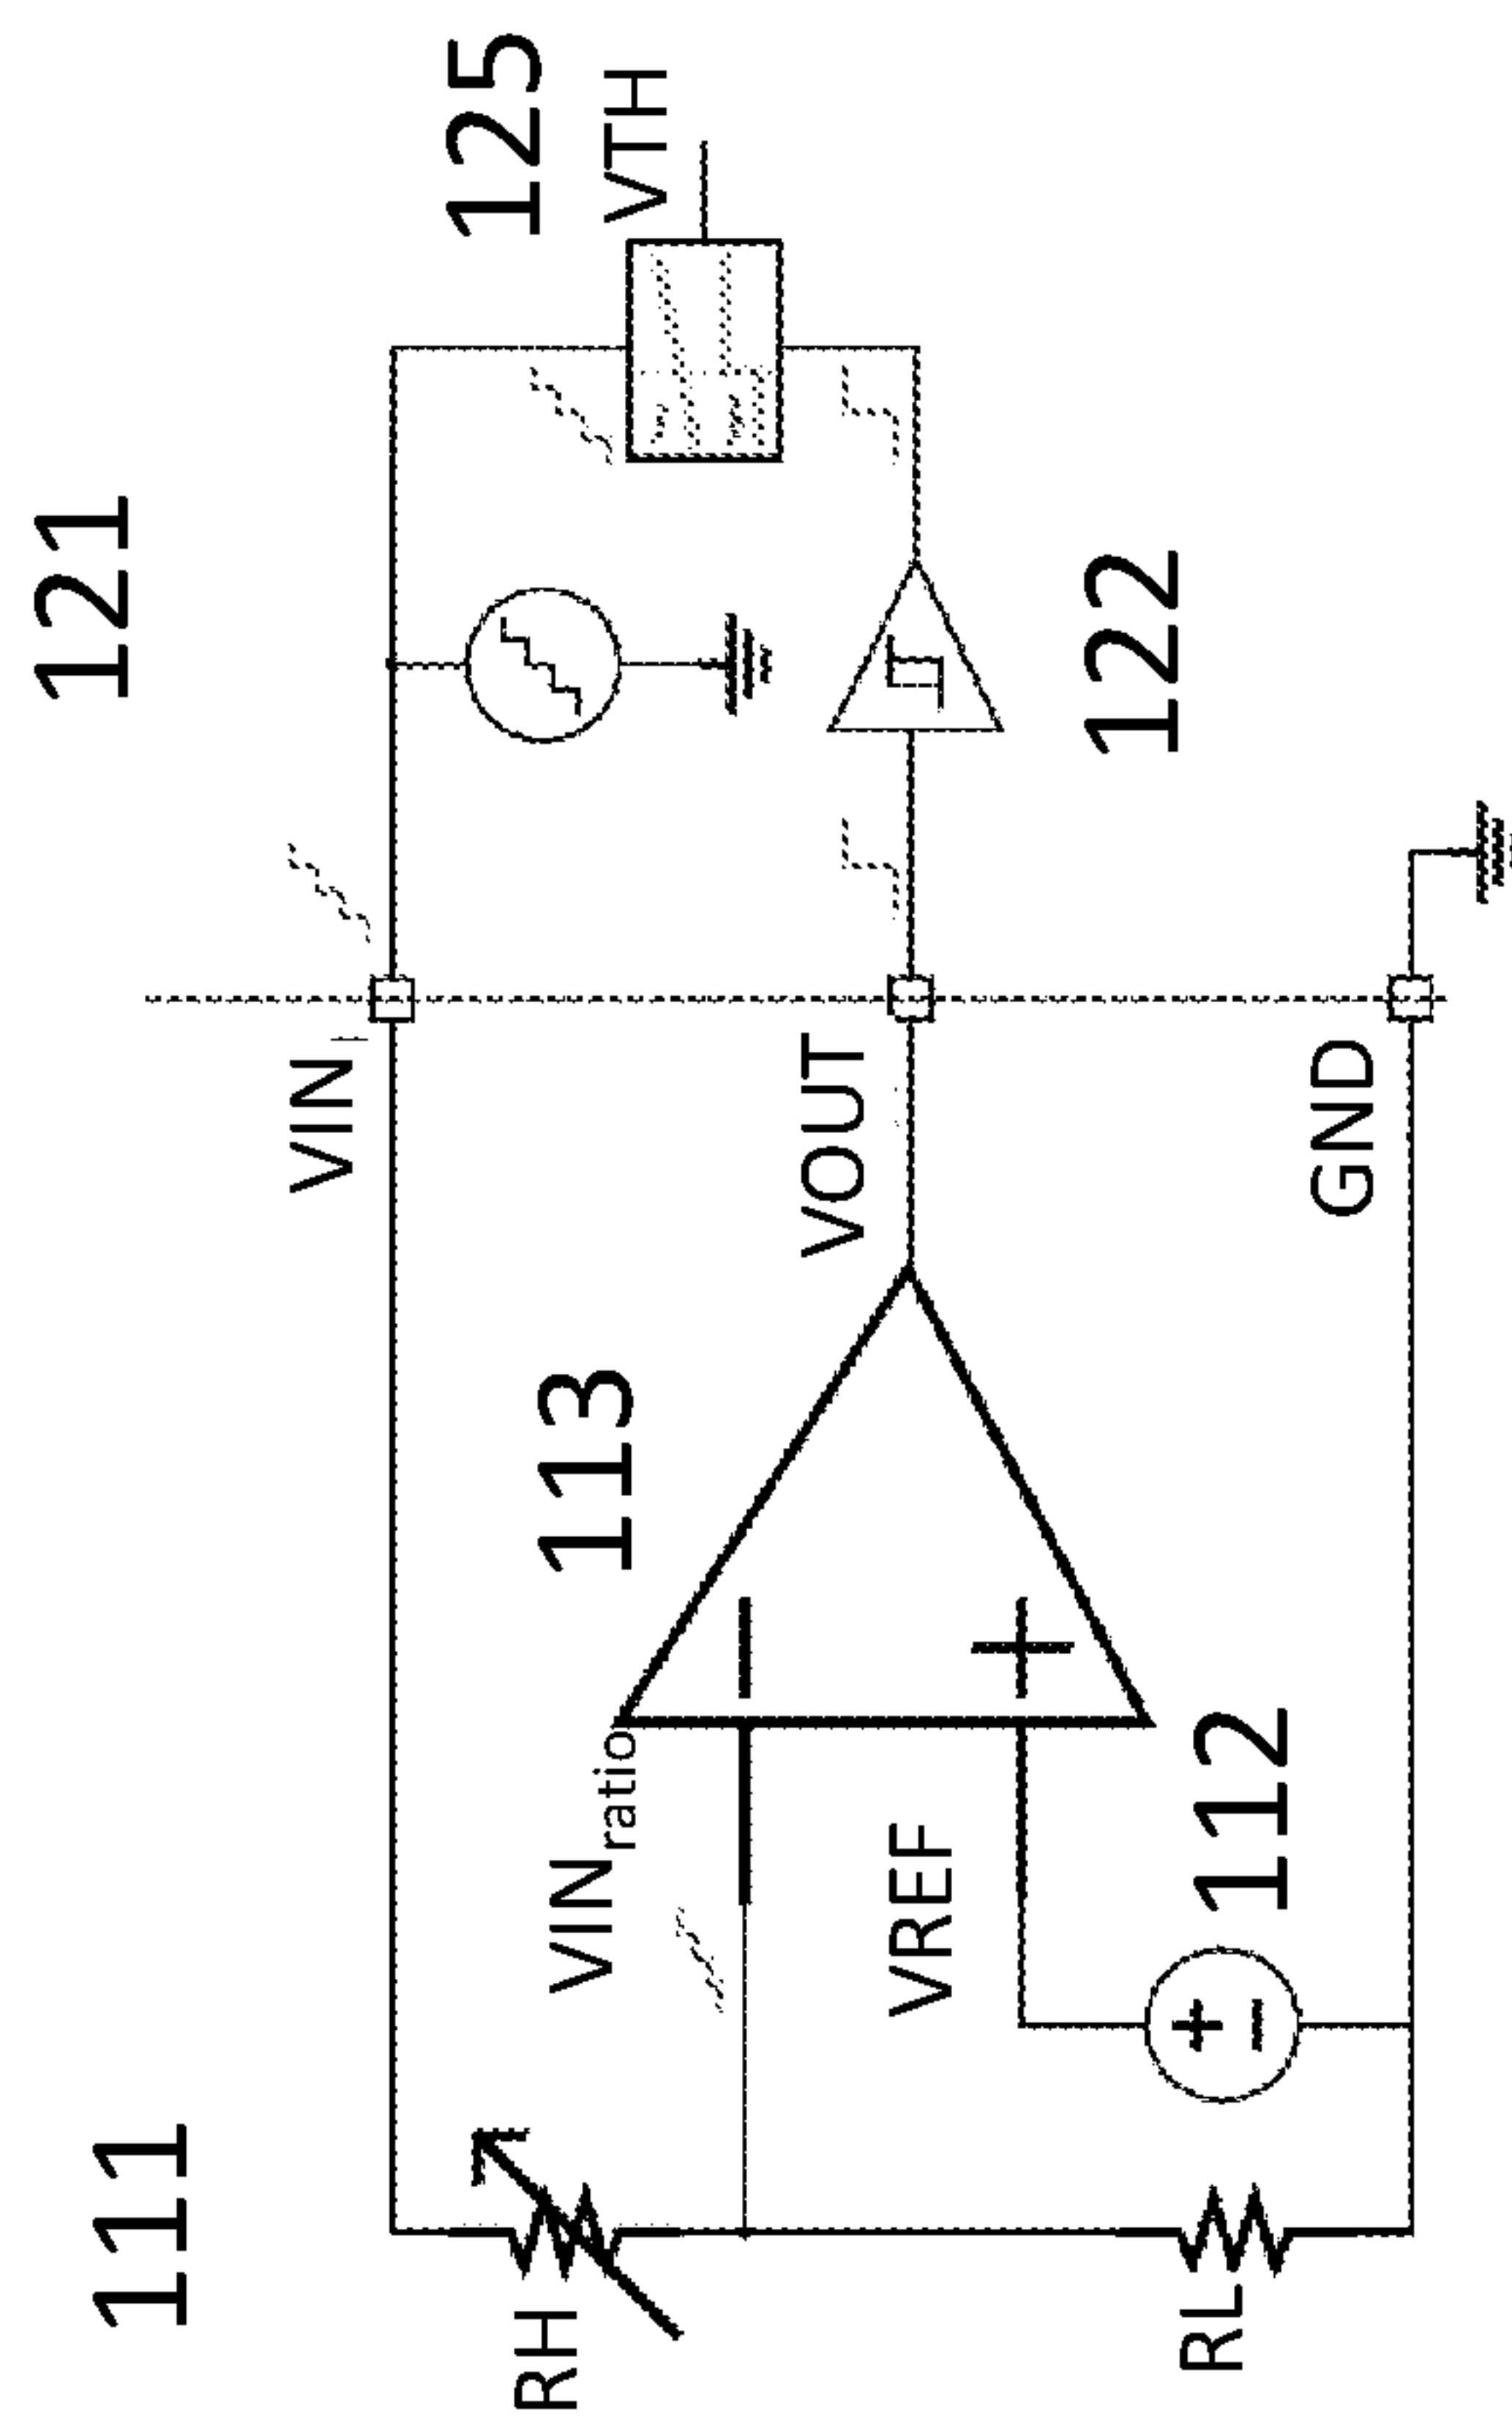 111
121
RH
VIN
125
VTH
VINratio
113
VREF
VOUT
122
112
RL
GND